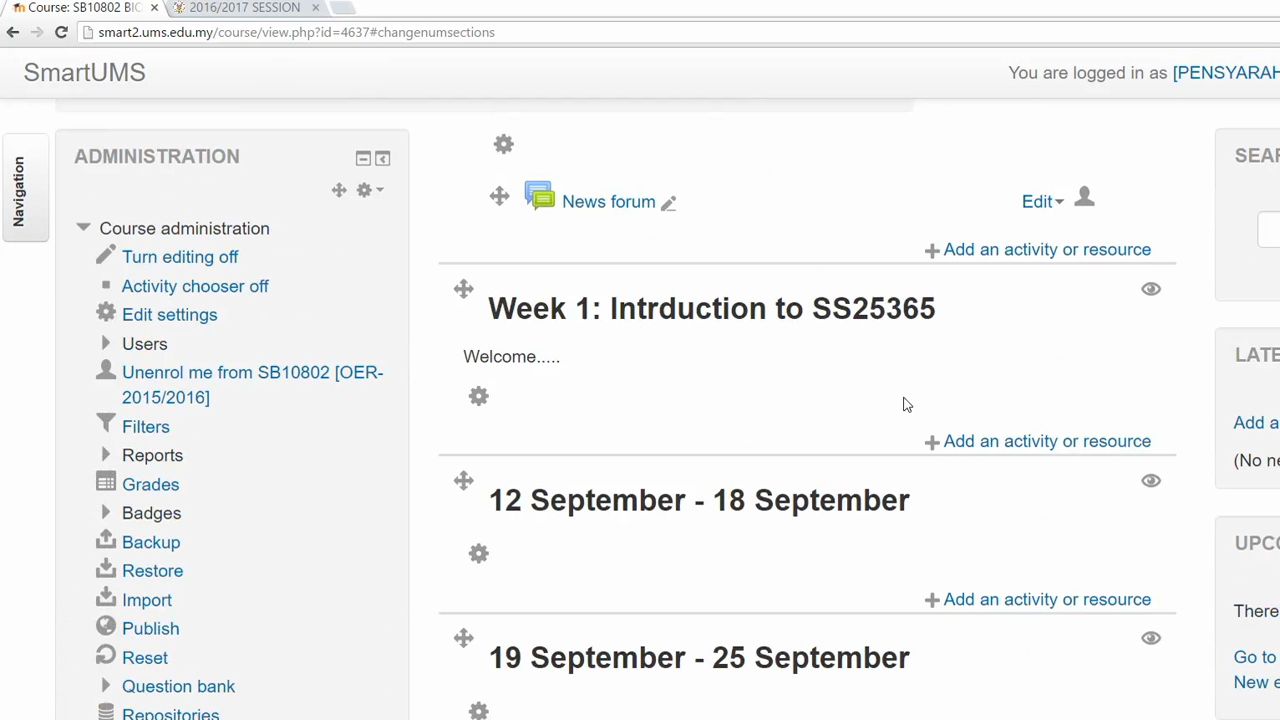 Course: SB10802 BIO
2016/2017 SESSION
smart2.ums.edu.my/course/view.php?id=4637#changenumsections
SmartUMS
You are logged in as [PENSYARAH
Navigation
ADMINISTRATION
Course administration
Turn editing off
Activity chooser off
Edit settings
Users
Unenrol me from SB10802 [OER-
2015/2016]
Filters
Reports
Grades
Badges
Backup
Restore
Import
Publish
Reset
Question bank
Repositories
News forum
Edit
Add an activity or resource
Week 1: Intrduction to SS25365
Welcome.....
Add an activity or resource
12 September - 18 September
Add an activity or resource
19 September - 25 September
SEAR
LATE
Add a
(No ne
UPCO
There
Go to
New e